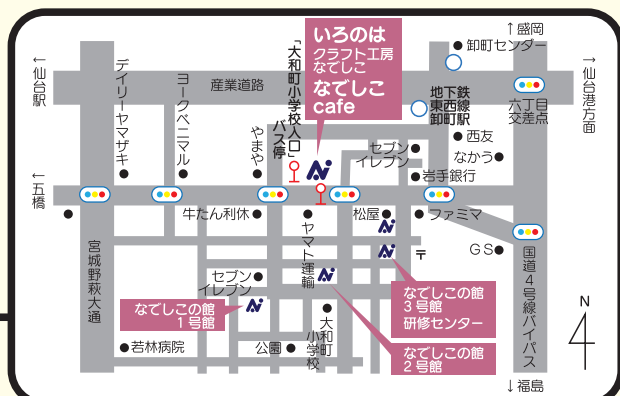 ↑盛岡
卸町センター
←仙台駅
→仙台港方面
デイリーヤマザキ
ヨークベニマル
産業道路
やまや
「大和町小学校入口」
バス停
いろのは
クラフト工房
なでしこ
なでしこ
cafe
地下鉄
東西線
卸町駅
六丁目
交差点
西友
なかう
セブン
イレブン
岩手銀行
←五橋
牛たん利休
ヤマト運輸
松屋
ファミマ
〒
GS
宮城野萩大通
セブン
イレブン
なでしこの館
1号館
なでしこの館
3号館
研修センター
なでしこの館
2号館
若林病院
公園
大和町
小学校
国道4号線バイパス
↓福島
N